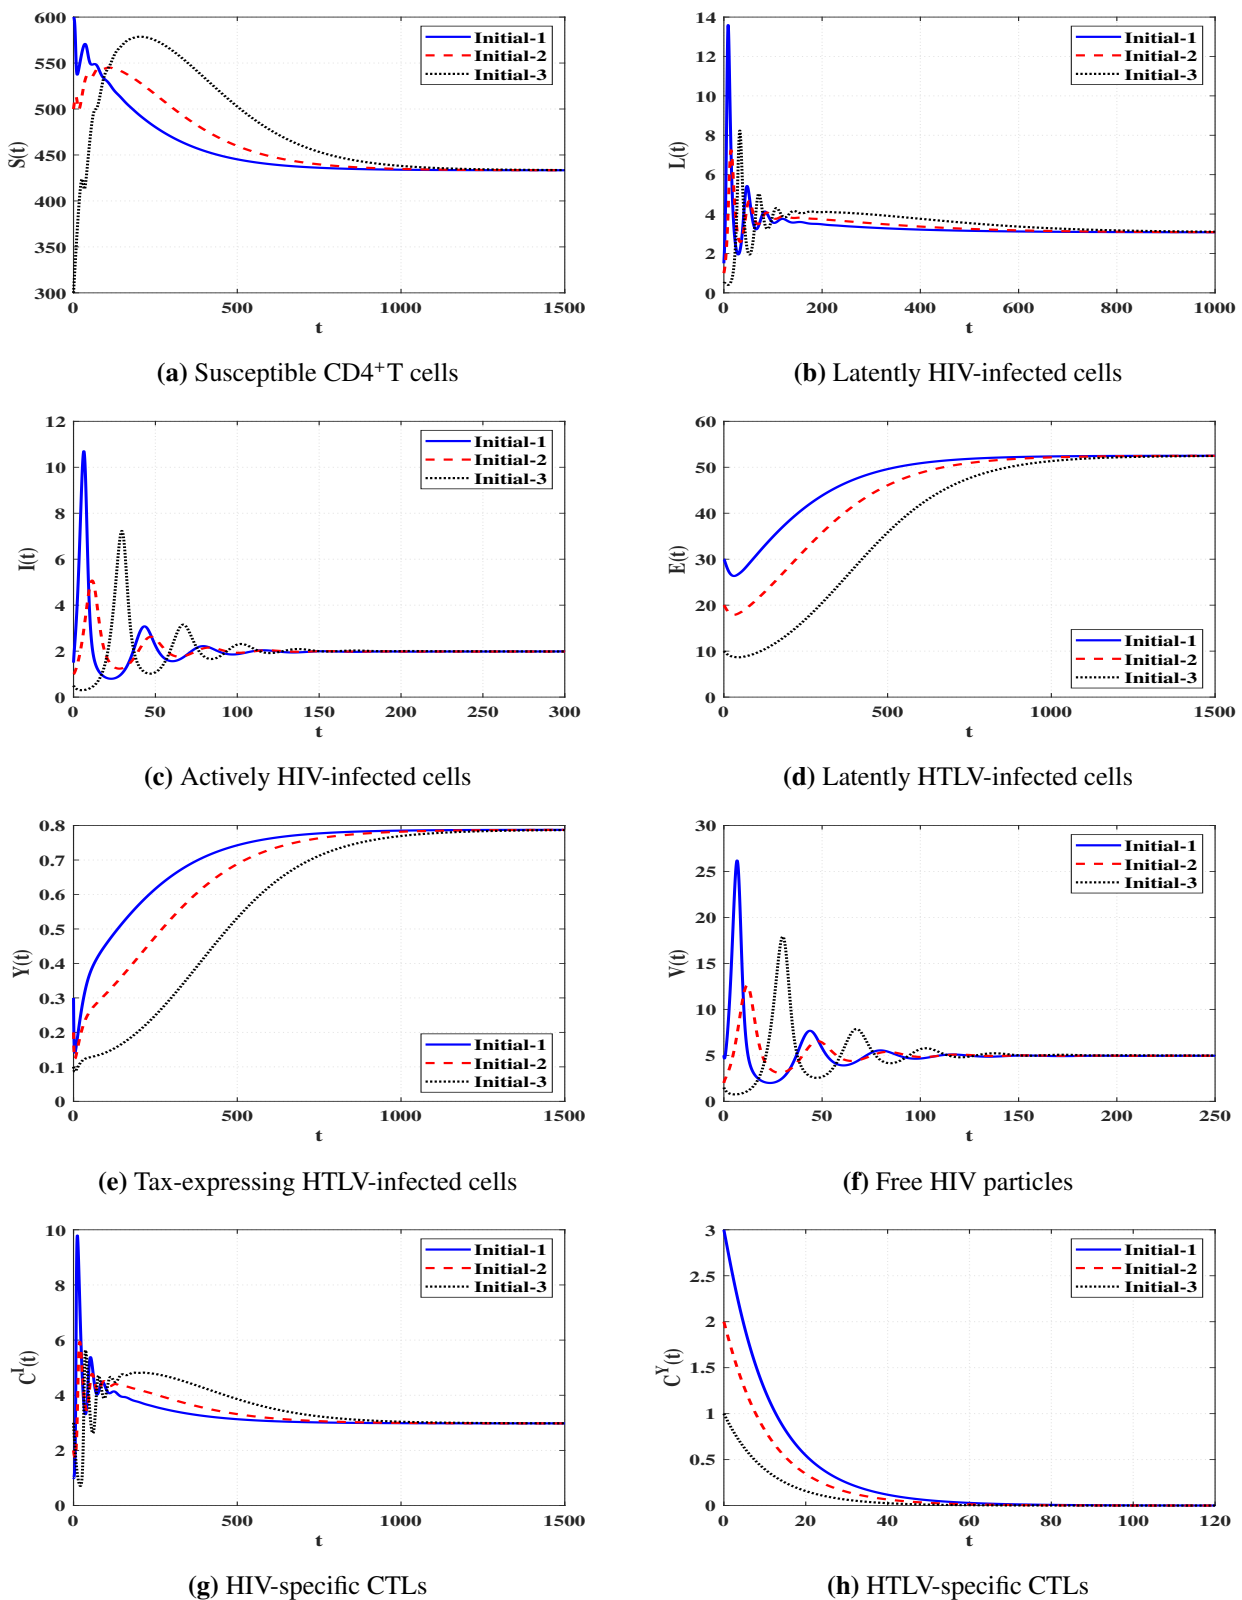 600
550
500
450
400
350
300
S(t)
0
500
1000
1500
t
Initial-1
Initial-2
Initial-3
(a) Susceptible CD4⁺T cells
14
12
10
8
6
4
2
0
L(t)
0
200
400
600
800
1000
t
Initial-1
Initial-2
Initial-3
(b) Latently HIV-infected cells
12
10
8
6
4
2
0
I(t)
0
50
100
150
200
250
300
t
Initial-1
Initial-2
Initial-3
(c) Actively HIV-infected cells
60
50
40
30
20
10
0
E(t)
0
500
1000
1500
t
Initial-1
Initial-2
Initial-3
(d) Latently HTLV-infected cells
0.8
0.7
0.6
0.5
0.4
0.3
0.2
0.1
0
Y(t)
0
500
1000
1500
t
Initial-1
Initial-2
Initial-3
(e) Tax-expressing HTLV-infected cells
30
25
20
15
10
5
0
V(t)
0
50
100
150
200
250
t
Initial-1
Initial-2
Initial-3
(f) Free HIV particles
10
8
6
4
2
0
Cᴵ(t)
0
500
1000
1500
t
Initial-1
Initial-2
Initial-3
(g) HIV-specific CTLs
3
2.5
2
1.5
1
0.5
0
Cʸ(t)
0
20
40
60
80
100
120
t
Initial-1
Initial-2
Initial-3
(h) HTLV-specific CTLs